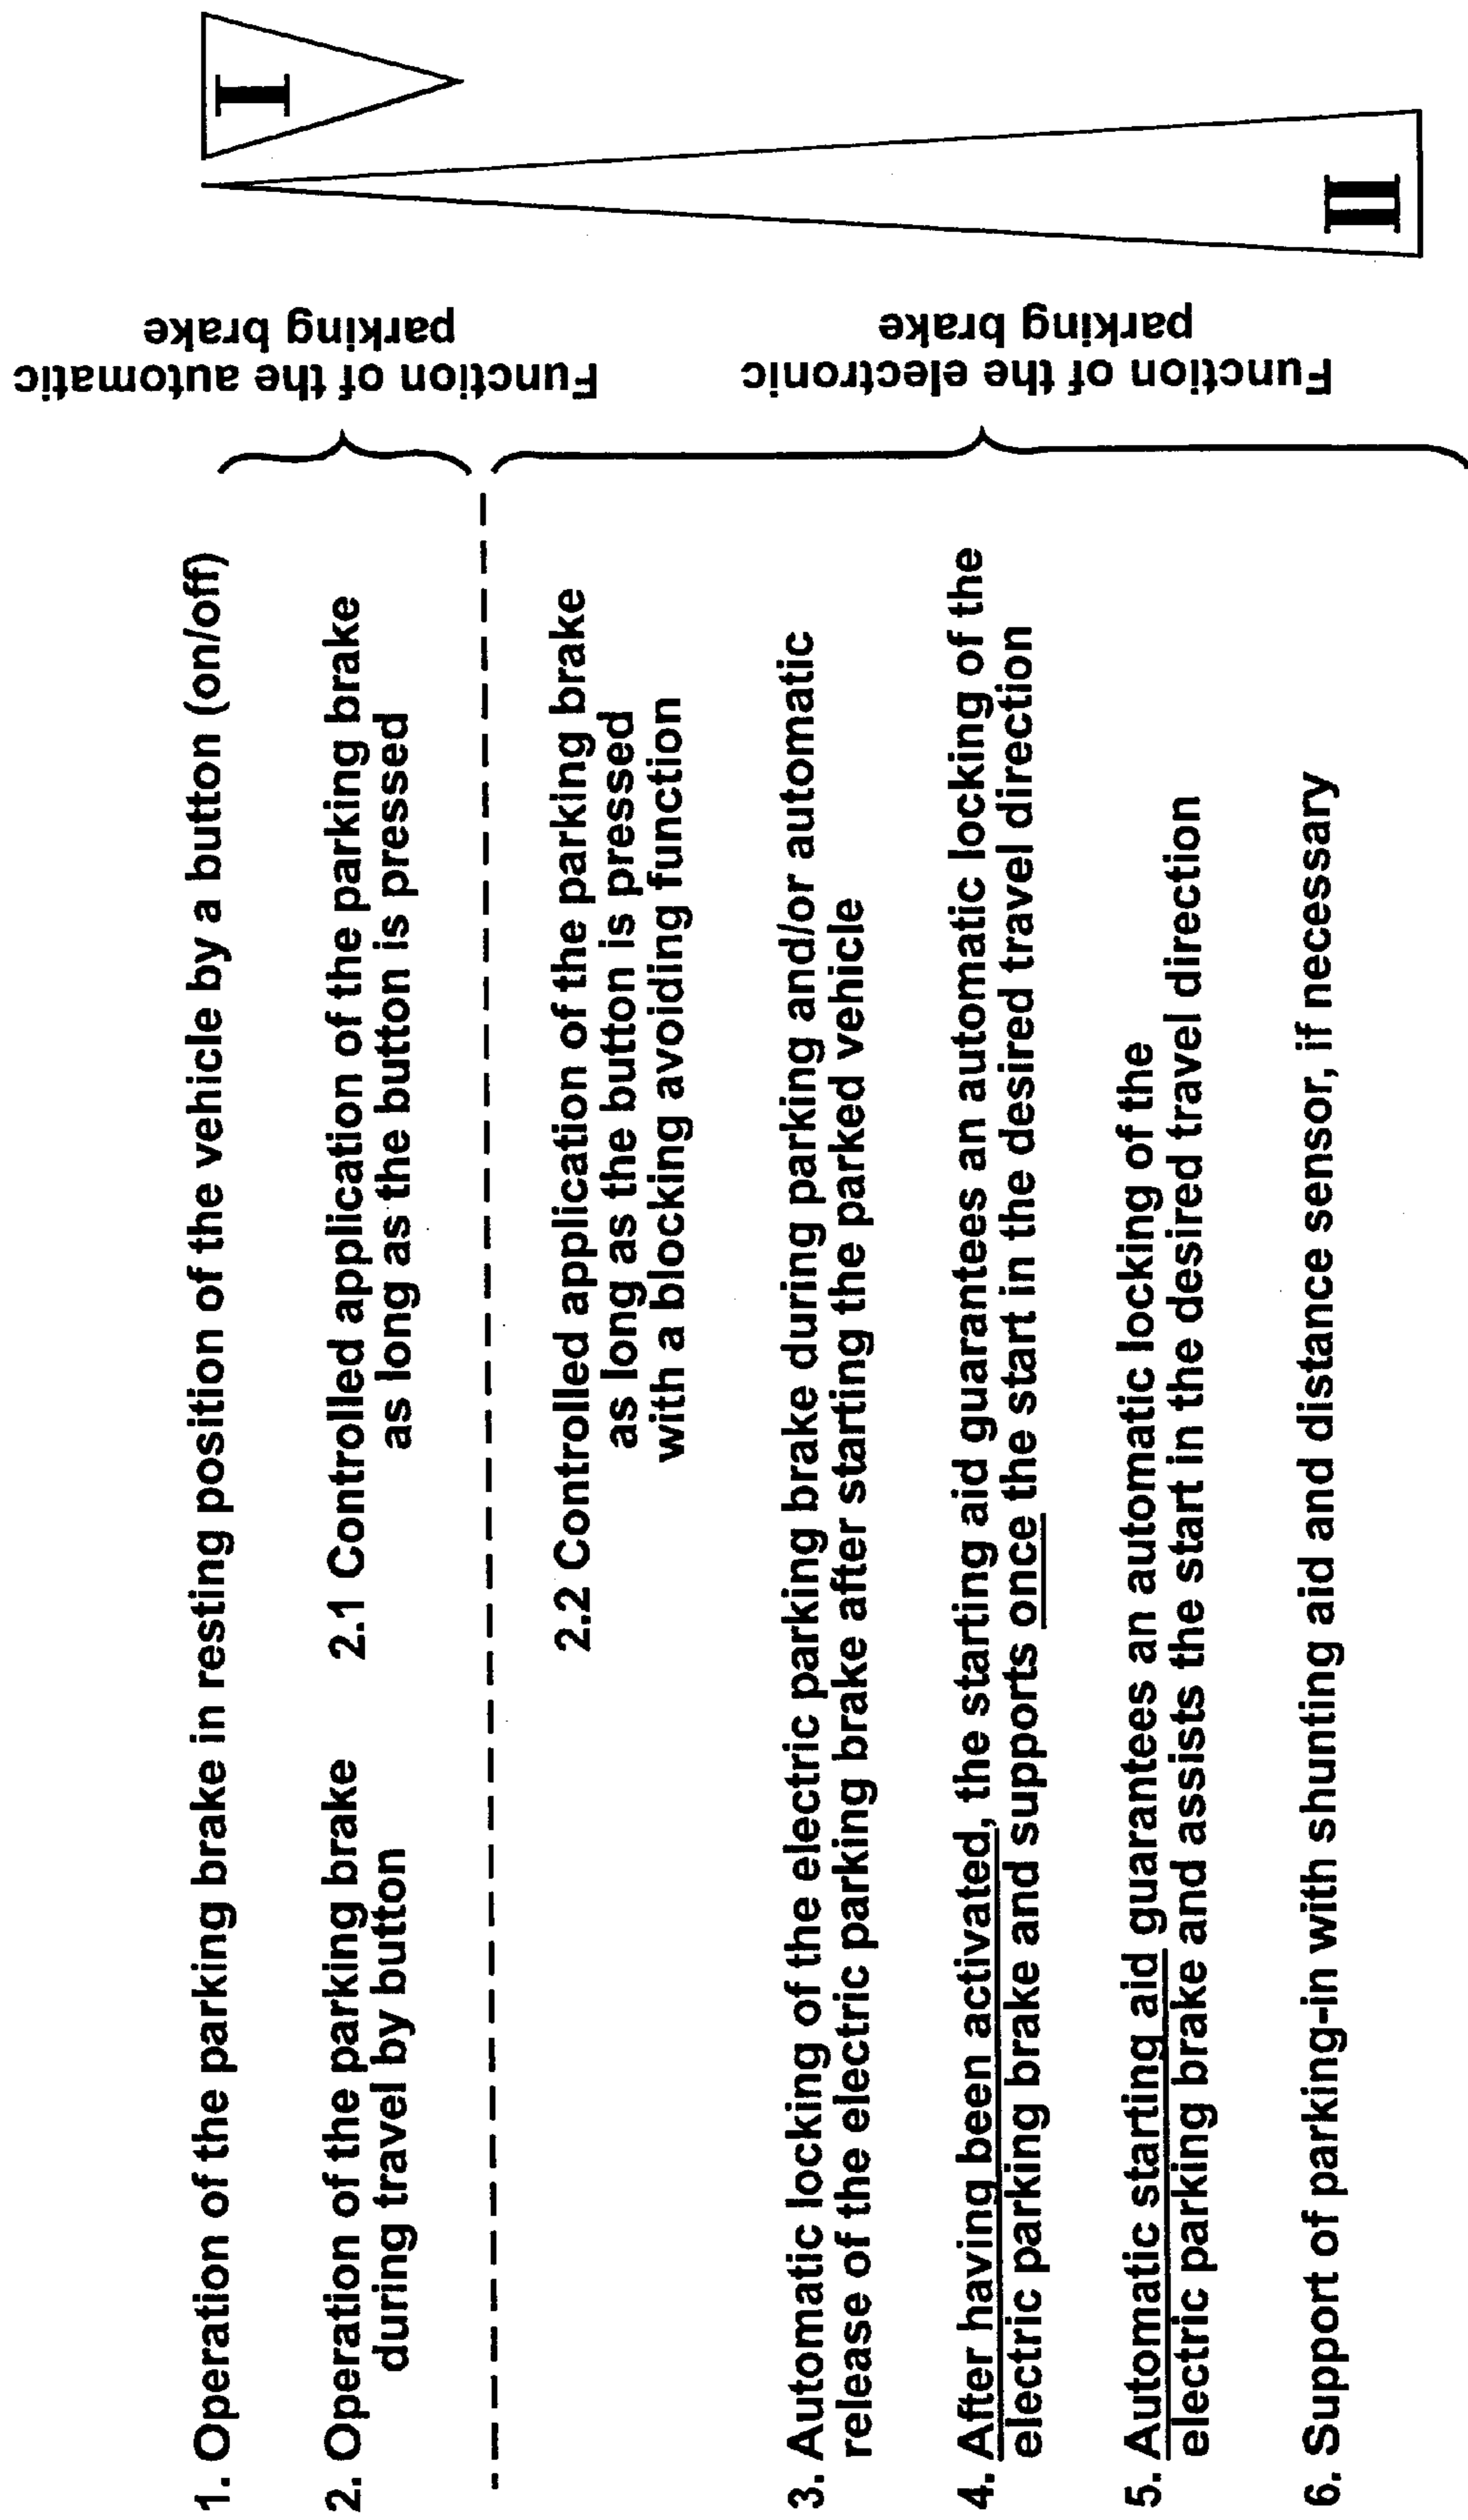 1. Operation of the parking brake in resting position of the vehicle by a button (on/off)
2. Operation of the parking brake
during travel by button
2.1 Controlled application of the parking brake
as long as the button is pressed
Function of the automatic
parking brake
I
2.2 Controlled application of the parking brake
as long as the button is pressed
with a blocking avoiding function
3. Automatic locking of the electric parking brake during parking and/or automatic
release of the electric parking brake after starting the parked vehicle
4. After having been activated, the starting aid guarantees an automatic locking of the
electric parking brake and supports once the start in the desired travel direction
5. Automatic starting aid guarantees an automatic locking of the
electric parking brake and assists the start in the desired travel direction
6. Support of parking-in with shunting aid and distance sensor, if necessary
Function of the electronic
parking brake
II